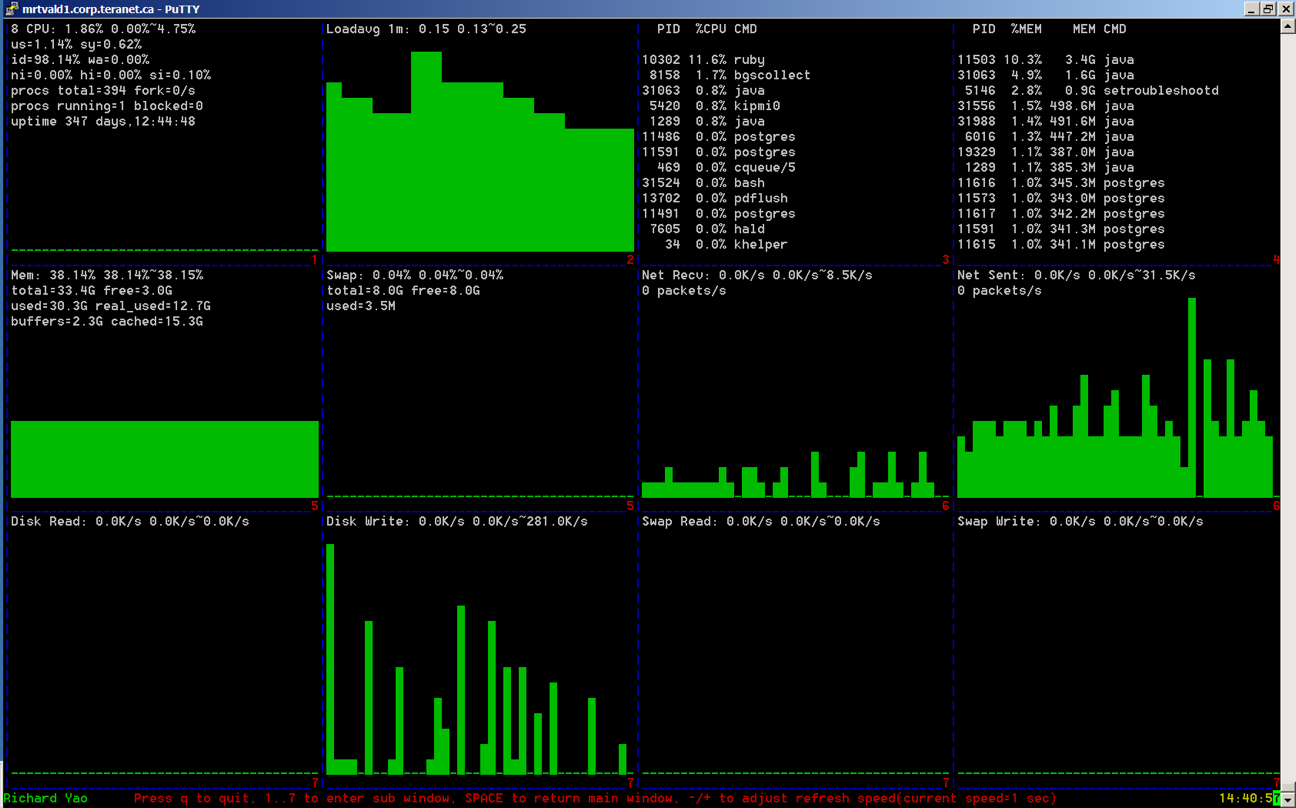 mrtvald1.corp.teranet.ca - PuTTY
8 CPU: 1.86% 0.00%~4.75%
us=1.14% sy=0.62%
id=98.14% wa=0.00%
ni=0.00% hi=0.00% si=0.10%
procs total=394 fork=0/s
procs running=1 blocked=0
uptime 347 days,12:44:48
1
Loadavg 1m: 0.15 0.13~0.25
2
PID %CPU CMD
10302 11.6% ruby
8158 1.7% bgscollect
31063 0.8% java
5420 0.8% kipmi0
1289 0.8% java
11486 0.0% postgres
11591 0.0% postgres
469 0.0% cqueue/5
31524 0.0% bash
13702 0.0% pdflush
11491 0.0% postgres
7605 0.0% hald
34 0.0% khelper
3
PID %MEM MEM CMD
11503 10.3% 3.4G java
31063 4.9% 1.6G java
5146 2.8% 0.9G setroubleshootd
31556 1.5% 498.6M java
31988 1.4% 491.6M java
6016 1.3% 447.2M java
19329 1.1% 387.0M java
1289 1.1% 385.3M java
11616 1.0% 345.3M postgres
11573 1.0% 343.0M postgres
11617 1.0% 342.2M postgres
11591 1.0% 341.3M postgres
11615 1.0% 341.1M postgres
4
Mem: 38.14% 38.14%~38.15%
total=33.4G free=3.0G
used=30.3G real_used=12.7G
buffers=2.3G cached=15.3G
5
Swap: 0.04% 0.04%~0.04%
total=8.0G free=8.0G
used=3.5M
5
Net Recv: 0.0K/s 0.0K/s~8.5K/s
0 packets/s
6
Net Sent: 0.0K/s 0.0K/s~31.5K/s
0 packets/s
6
Disk Read: 0.0K/s 0.0K/s~0.0K/s
7
Disk Write: 0.0K/s 0.0K/s~281.0K/s
7
Swap Read: 0.0K/s 0.0K/s~0.0K/s
7
Swap Write: 0.0K/s 0.0K/s~0.0K/s
7
Richard Yao Press q to quit, 1..7 to enter sub window, SPACE to return main window, -/+ to adjust refresh speed(current speed=1 sec) 14:40:57